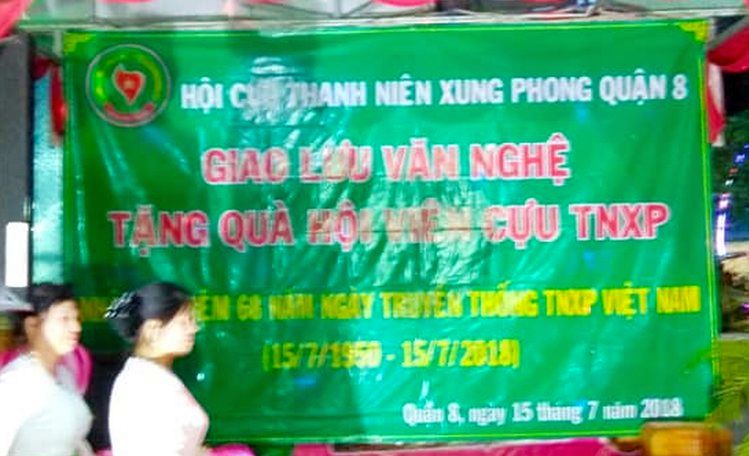 HỘI CỰU THANH NIÊN XUNG PHONG QUẬN 8
GIAO LƯU VĂN NGHỆ
TẶNG QUÀ HỘI VIÊN CỰU TNXP
NIỆM 68 NĂM NGÀY TRUYỀN THỐNG TNXP VIỆT NAM
(15/7/1950 - 15/7/2018)
Quận 8, ngày 15 tháng 7 năm 2018